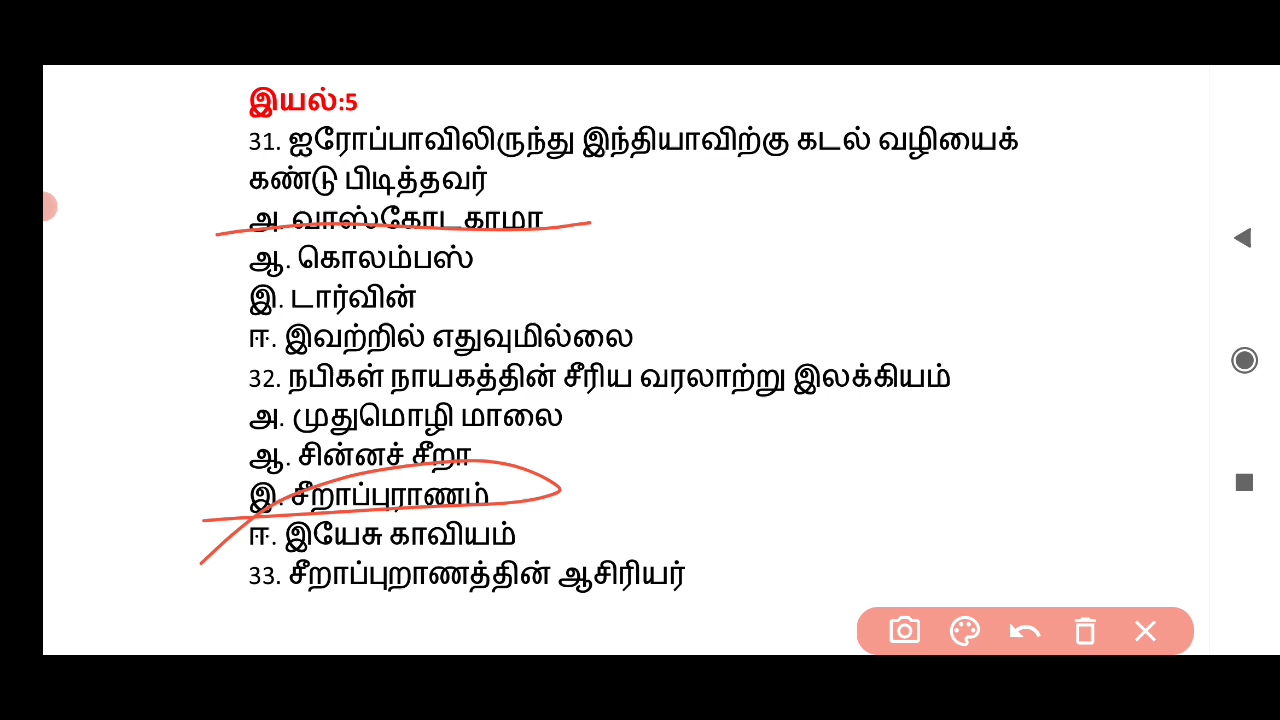 இயல்:5
31. ஐரோப்பாவிலிருந்து இந்தியாவிற்கு கடல் வழியைக்
கண்டு பிடித்தவர்
அ. வாஸ்கோடகாமா
ஆ. கொலம்பஸ்
இ. டார்வின்
ஈ. இவற்றில் எதுவுமில்லை
32. நபிகள் நாயகத்தின் சீரிய வரலாற்று இலக்கியம்
அ. முதுமொழி மாலை
ஆ. சின்னச் சீறா
இ. சீறாப்புராணம்
ஈ. இயேசு காவியம்
33. சீறாப்புறாணத்தின் ஆசிரியர்